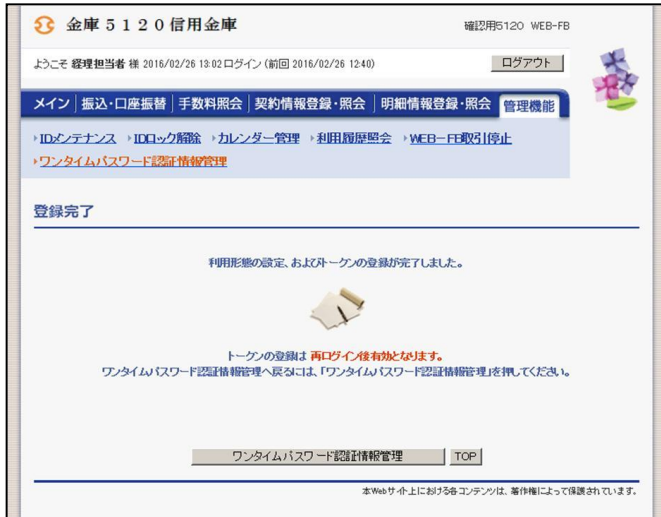 金庫５１２０信用金庫
確認用5120 WEB-FB
ようこそ 経理担当者 様 2016/02/26 13:02 ログイン (前回 2016/02/26 12:40)
ログアウト
メイン 振込・口座振替 手数料照会 契約情報登録・照会 明細情報登録・照会 管理機能
IDメンテナンス IDロック解除 カレンダー管理 利用履歴照会 WEB－FB取引停止
ワンタイムパスワード認証情報管理
登録完了
利用形態の設定、およびトークンの登録が完了しました。
トークンの登録は 再ログイン後有効となります。
ワンタイムパスワード認証情報管理へ戻るには、「ワンタイムパスワード認証情報管理」を押してください。
ワンタイムパスワード認証情報管理 TOP
本Webサイト上における各コンテンツは、著作権によって保護されています。